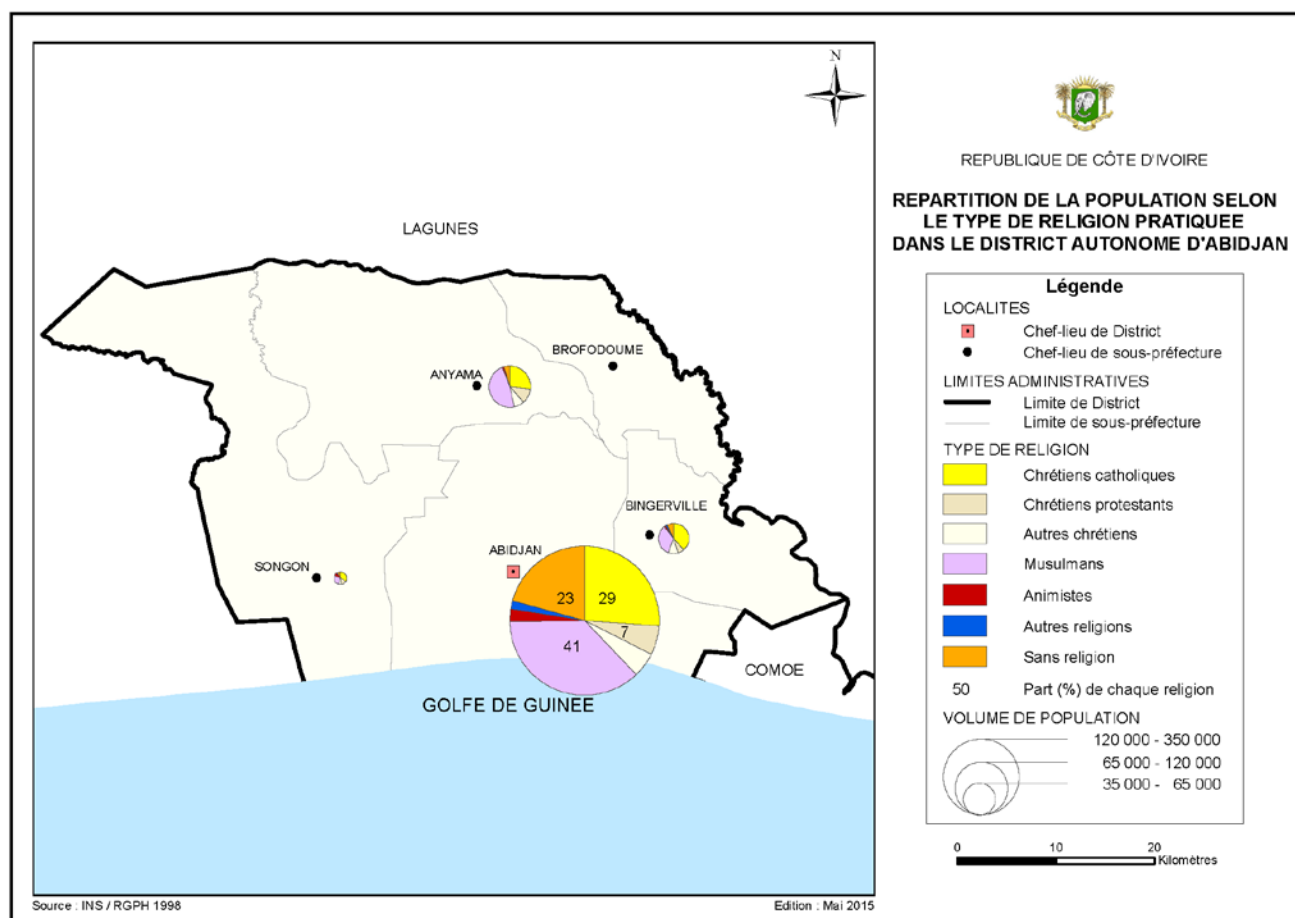 N
LAGUNES
BROFODOUME
ANYAMA
BINGERVILLE
ABIDJAN
SONGON
23
29
7
41
COMOE
GOLFE DE GUINEE
Source : INS / RGPH 1998
Edition : Mai 2015
REPUBLIQUE DE CÔTE D'IVOIRE
REPARTITION DE LA POPULATION SELON
LE TYPE DE RELIGION PRATIQUEE
DANS LE DISTRICT AUTONOME D'ABIDJAN
Légende
LOCALITES
Chef-lieu de District
Chef-lieu de sous-préfecture
LIMITES ADMINISTRATIVES
Limite de District
Limite de sous-préfecture
TYPE DE RELIGION
Chrétiens catholiques
Chrétiens protestants
Autres chrétiens
Musulmans
Animistes
Autres religions
Sans religion
50 Part (%) de chaque religion
VOLUME DE POPULATION
120 000 - 350 000
65 000 - 120 000
35 000 - 65 000
0 10 20
Kilomètres